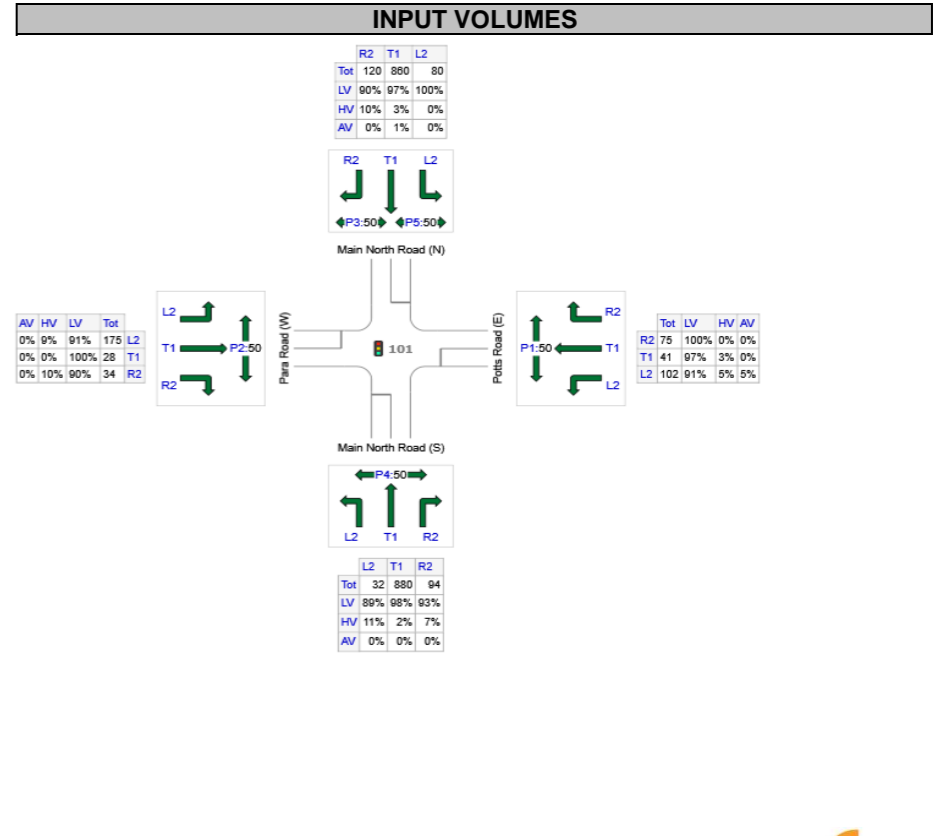 INPUT VOLUMES
R2 T1 L2
Tot 120 860 80
LV 90% 97% 100%
HV 10% 3% 0%
AV 0% 1% 0%
R2 T1 L2
P3:50 P5:50
Main North Road (N)
AV HV LV Tot
0% 9% 91% 175 L2
0% 0% 100% 28 T1
0% 10% 90% 34 R2
L2
T1 P2:50
R2
Para Road (W)
101
Potts Road (E)
R2
P1:50 T1
L2
Tot LV HV AV
R2 75 100% 0% 0%
T1 41 97% 3% 0%
L2 102 91% 5% 5%
Main North Road (S)
P4:50
L2 T1 R2
L2 T1 R2
Tot 32 880 94
LV 89% 98% 93%
HV 11% 2% 7%
AV 0% 0% 0%